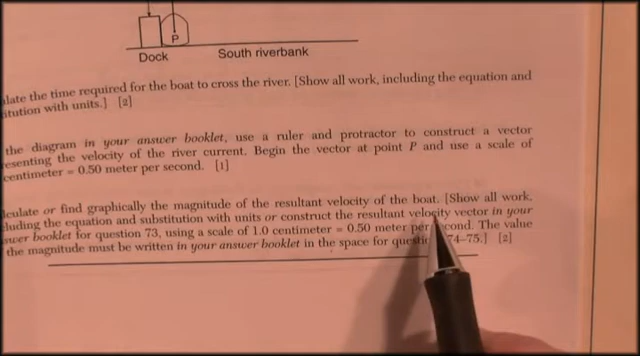 P
Dock South riverbank
late the time required for the boat to cross the river. [Show all work, including the equation and
itution with units.] [2]
the diagram in your answer booklet, use a ruler and protractor to construct a vector
esenting the velocity of the river current. Begin the vector at point P and use a scale of
centimeter = 0.50 meter per second. [1]
lculate or find graphically the magnitude of the resultant velocity of the boat. [Show all work,
luding the equation and substitution with units or construct the resultant velocity vector in your
swer booklet for question 73, using a scale of 1.0 centimeter = 0.50 meter per second. The value
the magnitude must be written in your answer booklet in the space for 74–75.] [2]